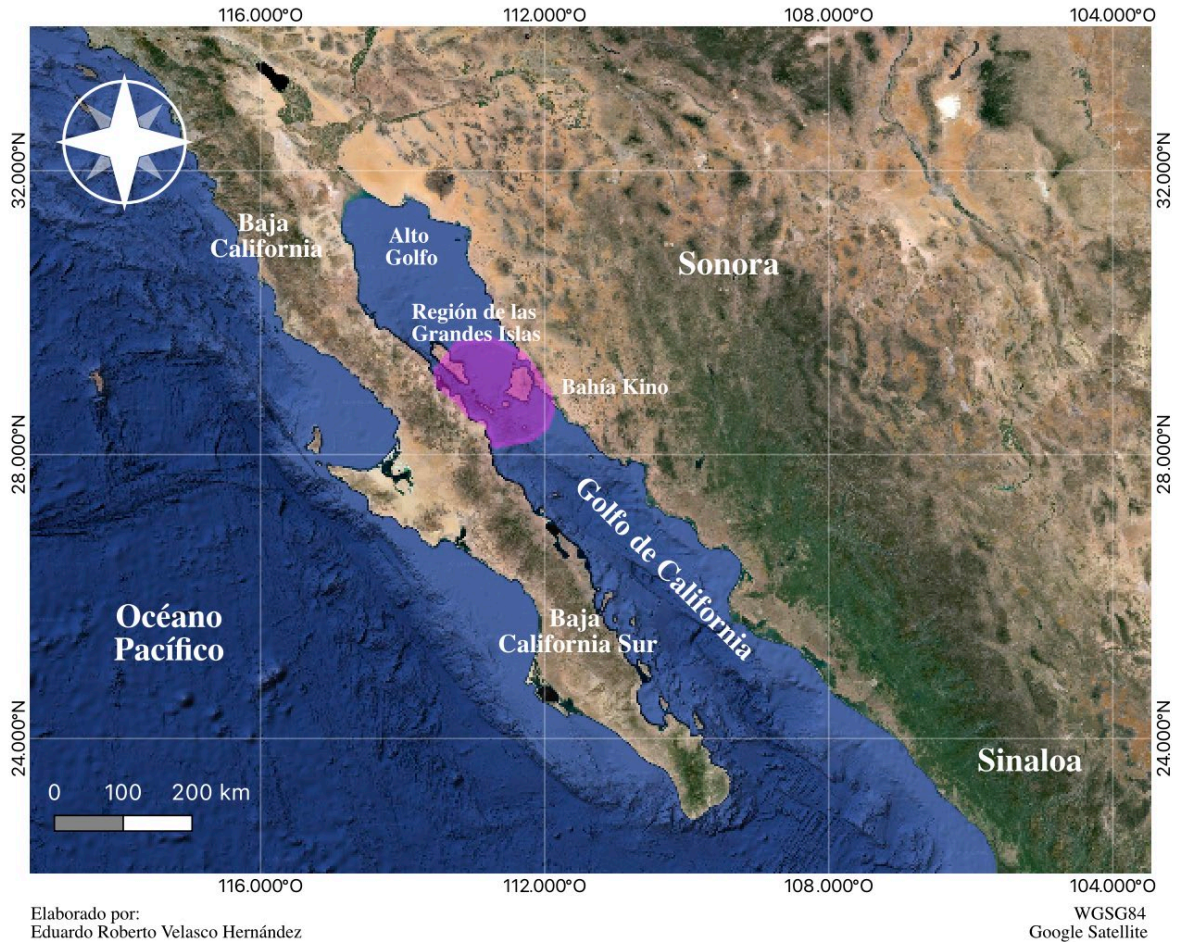 116.000°O 112.000°O 108.000°O 104.000°O
32.000°N
32.000°N
Baja
California
Alto
Golfo
Sonora
Región de las
Grandes Islas
Bahía Kino
28.000°N
28.000°N
Golfo de California
Océano
Pacífico
Baja
California Sur
24.000°N
24.000°N
Sinaloa
0 100 200 km
116.000°O 112.000°O 108.000°O 104.000°O
Elaborado por:
Eduardo Roberto Velasco Hernández
WGSG84
Google Satellite